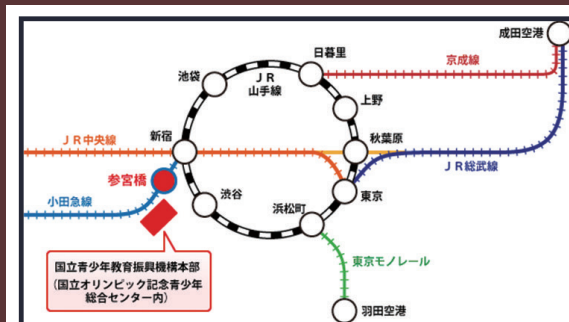 成田空港
日暮里
京成線
池袋
ＪＲ
山手線
上野
新宿
秋葉原
ＪＲ中央線
ＪＲ総武線
参宮橋
小田急線
渋谷
浜松町
東京
国立青少年教育振興機構本部
（国立オリンピック記念青少年
総合センター内）
東京モノレール
羽田空港